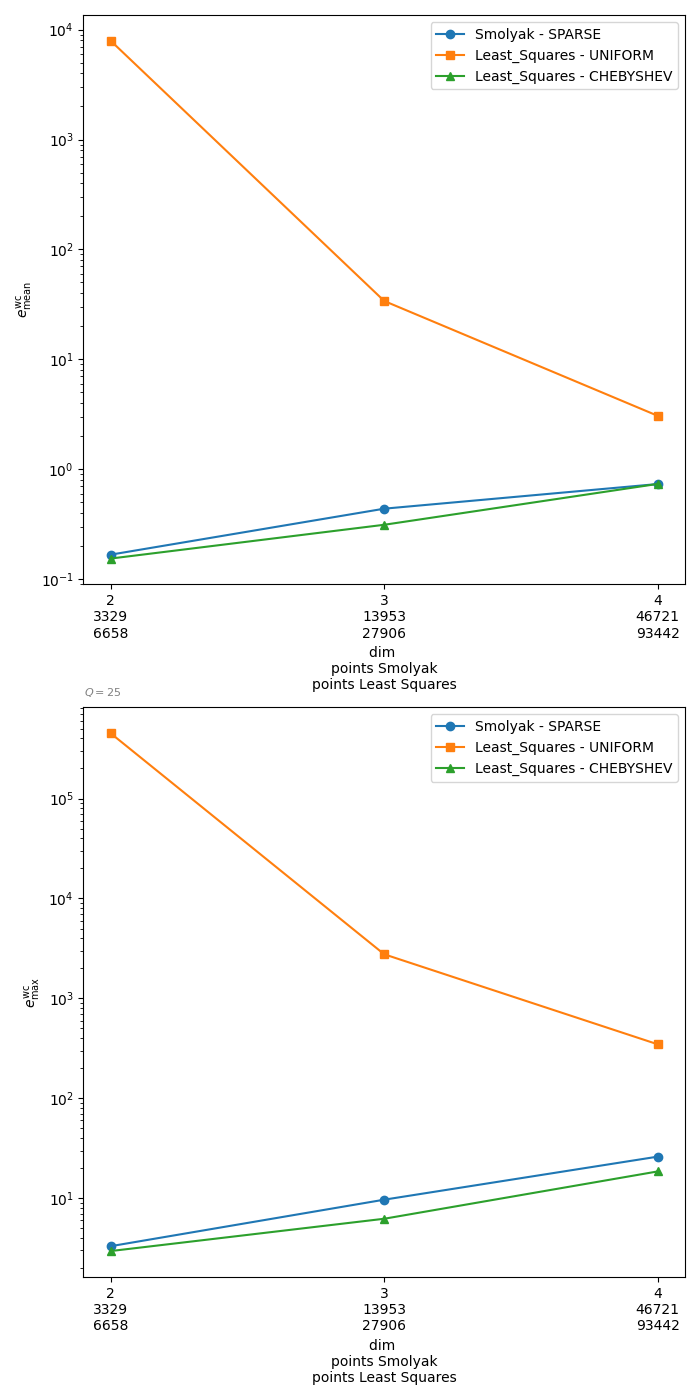 10^4
10^3
10^2
10^1
10^0
10^-1
e^wc_mean
Smolyak - SPARSE
Least_Squares - UNIFORM
Least_Squares - CHEBYSHEV
2 3 4
3329 13953 46721
6658 27906 93442
dim
points Smolyak
points Least Squares
Q = 25
10^5
10^4
10^3
10^2
10^1
e^wc_max
Smolyak - SPARSE
Least_Squares - UNIFORM
Least_Squares - CHEBYSHEV
2 3 4
3329 13953 46721
6658 27906 93442
dim
points Smolyak
points Least Squares